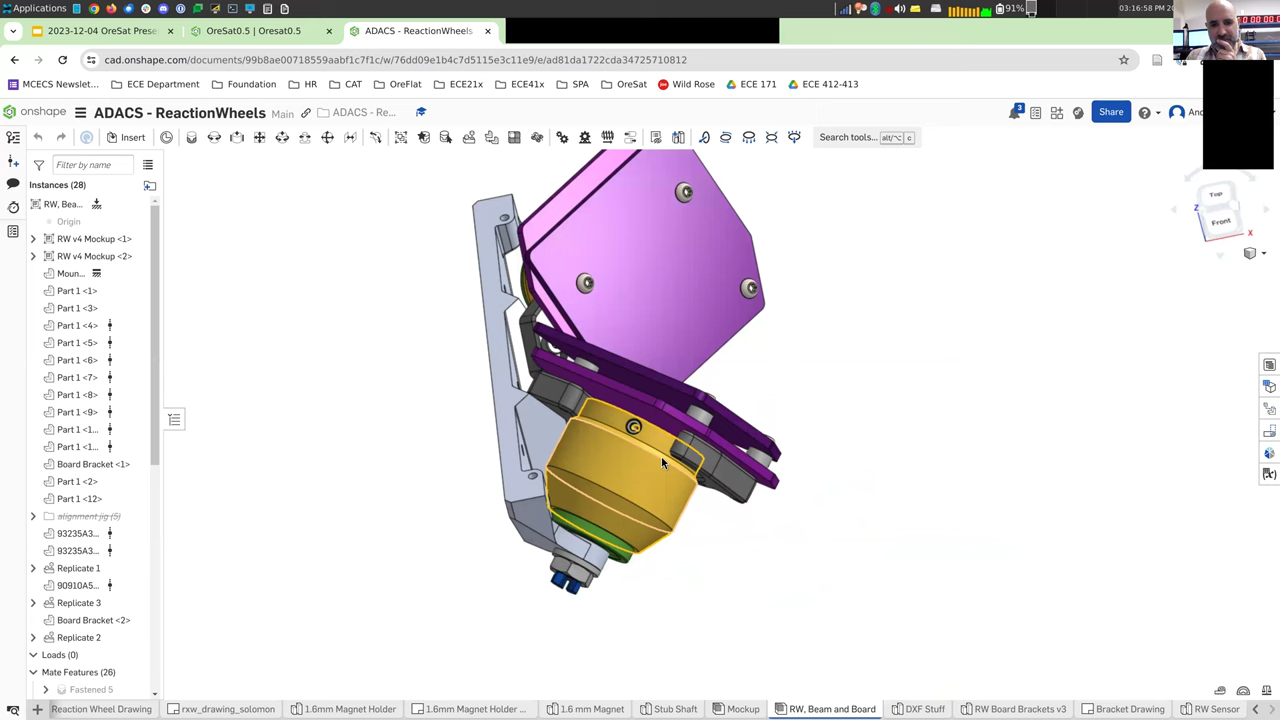 Applications
91%
03:16:58 20
2023-12-04 OreSat Prese
OreSat0.5 | Oresat0.5
ADACS - ReactionWheels
MCECS Newslet...
ECE Department
Foundation
HR
CAT
OreFlat
ECE21x
ECE41x
SPA
OreSat
Wild Rose
ECE 171
ECE 412-413
onshape
ADACS - ReactionWheels
Main
ADACS - Re...
3
Share
Insert
Search tools...
alt/⌥
c
Filter by name
Instances (28)
RW, Bea...
Origin
RW v4 Mockup <1>
RW v4 Mockup <2>
Moun...
Part 1 <1>
Part 1 <3>
Part 1 <4>
Part 1 <5>
Part 1 <6>
Part 1 <7>
Part 1 <8>
Part 1 <9>
Part 1 <1...
Part 1 <1...
Board Bracket <1>
Part 1 <2>
Part 1 <12>
alignment jig (5)
93235A3...
93235A3...
Replicate 1
90910A5...
Replicate 3
Board Bracket <2>
Replicate 2
Loads (0)
Mate Features (26)
Fastened 5
Top
Front
Z
X
Reaction Wheel Drawing
rxw_drawing_solomon
1.6mm Magnet Holder
1.6mm Magnet Holder ...
1.6 mm Magnet
Stub Shaft
Mockup
RW, Beam and Board
DXF Stuff
RW Board Brackets v3
Bracket Drawing
RW Sensor